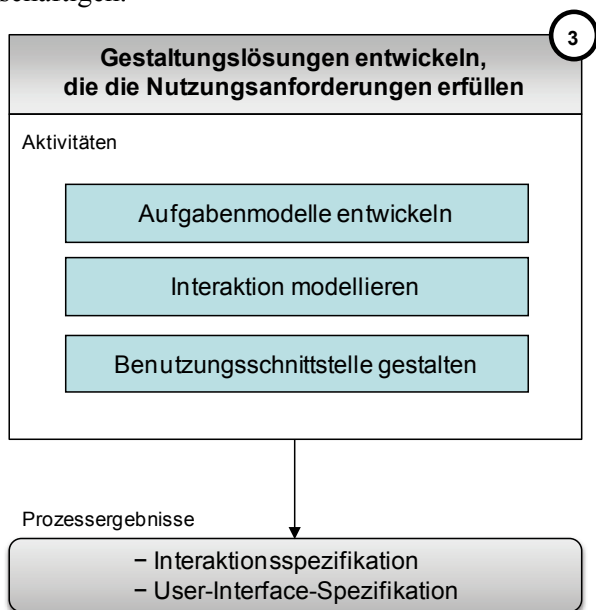 3
Gestaltungslösungen entwickeln,
die die Nutzungsanforderungen erfüllen
Aktivitäten
Aufgabenmodelle entwickeln
Interaktion modellieren
Benutzungsschnittstelle gestalten
Prozessergebnisse
− Interaktionsspezifikation
− User-Interface-Spezifikation